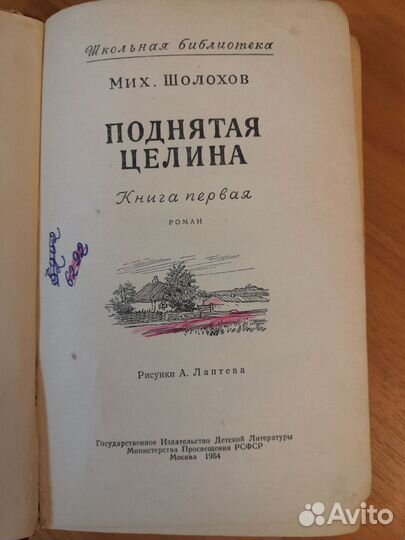 Школьная библиотека
МИХ. ШОЛОХОВ
ПОДНЯТАЯ
ЦЕЛИНА
Книга первая
РОМАН
Рисунки А. Лаптева
Государственное Издательство Детской Литературы
Министерства Просвещения РСФСР
Москва 1954
Avito